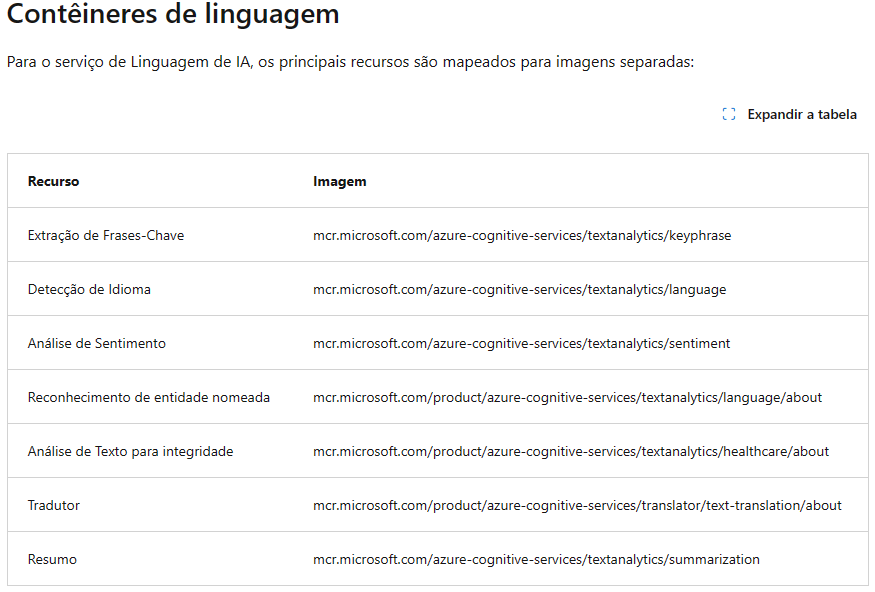 Contêineres de linguagem
Para o serviço de Linguagem de IA, os principais recursos são mapeados para imagens separadas:
Expandir a tabela
Recurso Imagem
Extração de Frases-Chave mcr.microsoft.com/azure-cognitive-services/textanalytics/keyphrase
Detecção de Idioma mcr.microsoft.com/azure-cognitive-services/textanalytics/language
Análise de Sentimento mcr.microsoft.com/azure-cognitive-services/textanalytics/sentiment
Reconhecimento de entidade nomeada mcr.microsoft.com/product/azure-cognitive-services/textanalytics/language/about
Análise de Texto para integridade mcr.microsoft.com/product/azure-cognitive-services/textanalytics/healthcare/about
Tradutor mcr.microsoft.com/product/azure-cognitive-services/translator/text-translation/about
Resumo mcr.microsoft.com/azure-cognitive-services/textanalytics/summarization